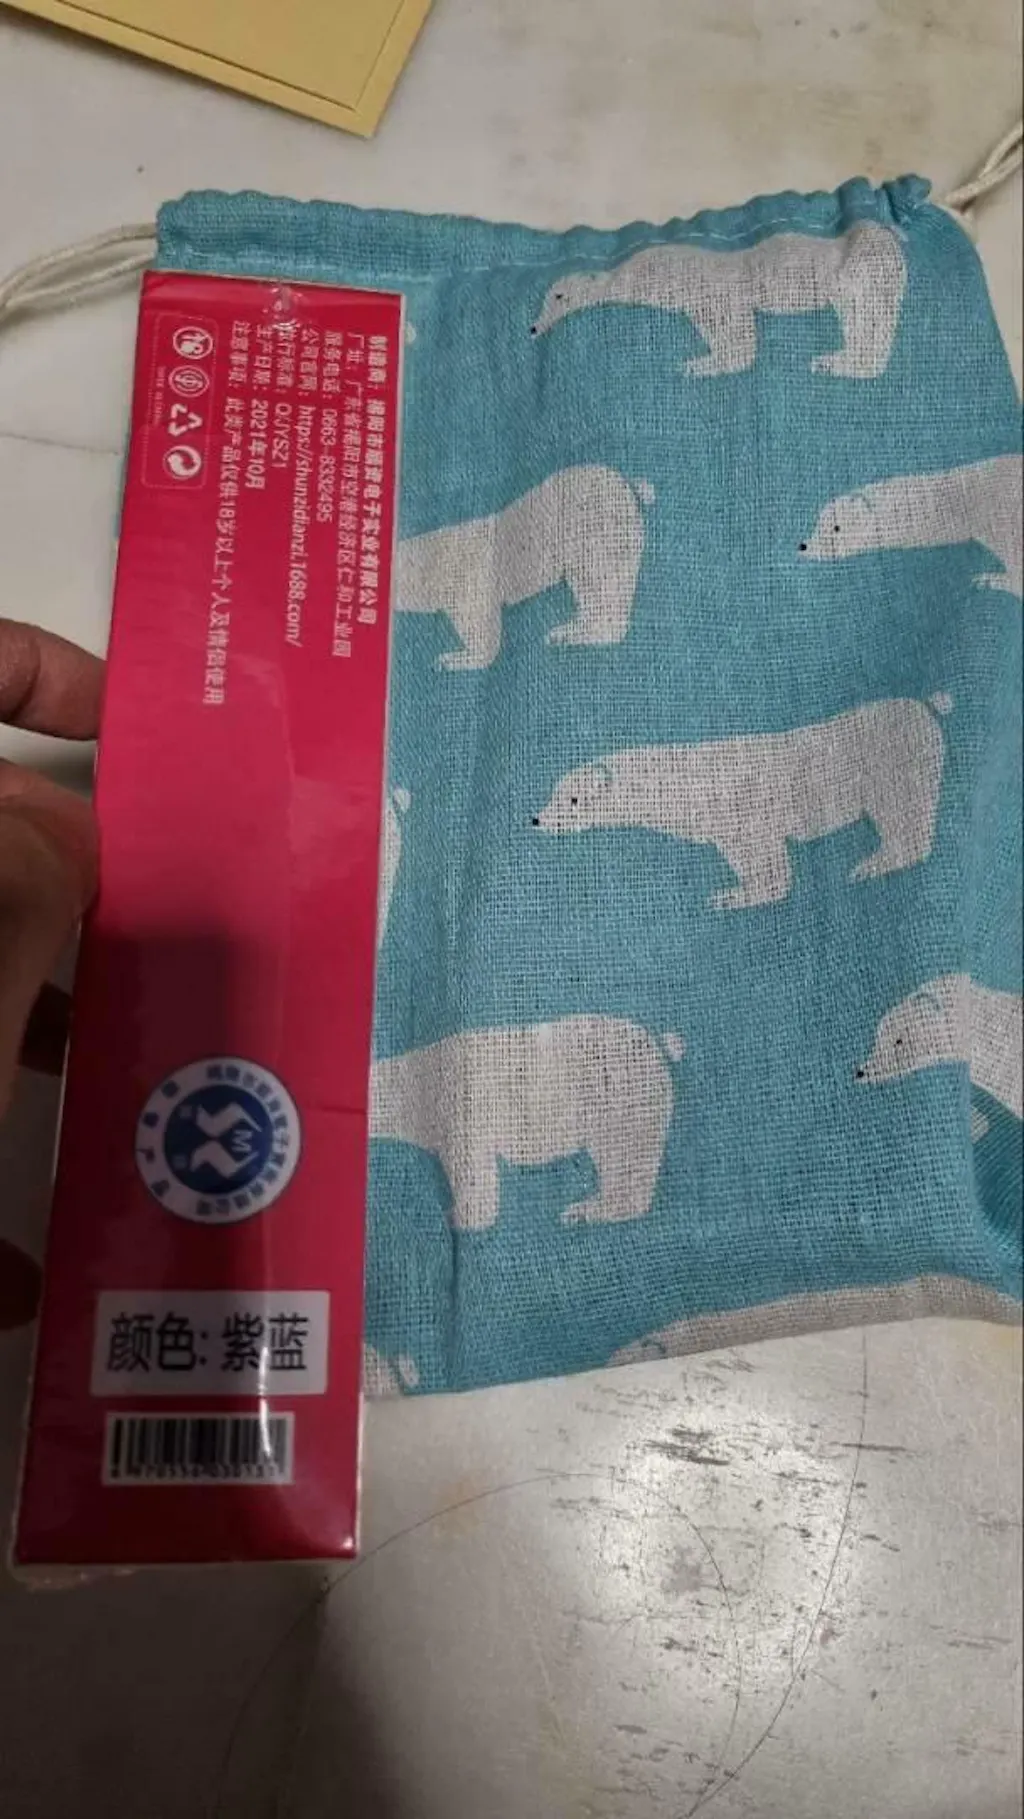 制造商：揭阳市顺资电子实业有限公司
厂址：广东省揭阳市空港经济区仁和工业园
服务电话：0663-8332495
公司官网：https://shunzidianzi.1688.com/
执行标准：Q/JYSZ1
生产日期：2021年10月
注意事项：此类产品仅供18岁以上个人及情侣使用
M
颜色: 紫蓝